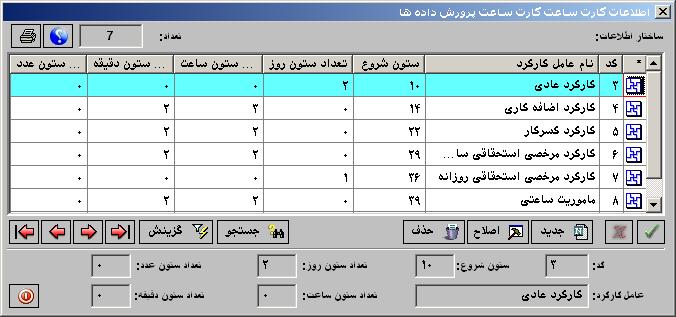 اطلاعات کارت ساعت کارت ساعت پرورش داده ها
ساختار اطلاعات: تعداد: 7
* کد نام عامل کارکرد ستون شروع تعداد ستون روز ... ستون ساعت ... ستون دقیقه ... ستون عدد
۳ کارکرد عادی ۱۰ ۲ ۰ ۰ ۰
۴ کارکرد اضافه کاری ۱۴ ۰ ۳ ۲ ۰
۵ کارکرد کسرکار ۲۲ ۰ ۲ ۲ ۰
۶ کارکرد مرخصی استحقاقی سا... ۲۹ ۰ ۲ ۲ ۰
۷ کارکرد مرخصی استحقاقی روزانه ۳۶ ۱ ۰ ۰ ۰
۸ ماموریت ساعتی ۳۹ ۰ ۲ ۲ ۰
جدید اصلاح حذف جستجو گزینش
کد: ۳ ستون شروع: ۱۰ تعداد ستون روز: ۲ تعداد ستون عدد: ۰
عامل کارکرد: کارکرد عادی تعداد ستون ساعت: ۰ تعداد ستون دقیقه: ۰